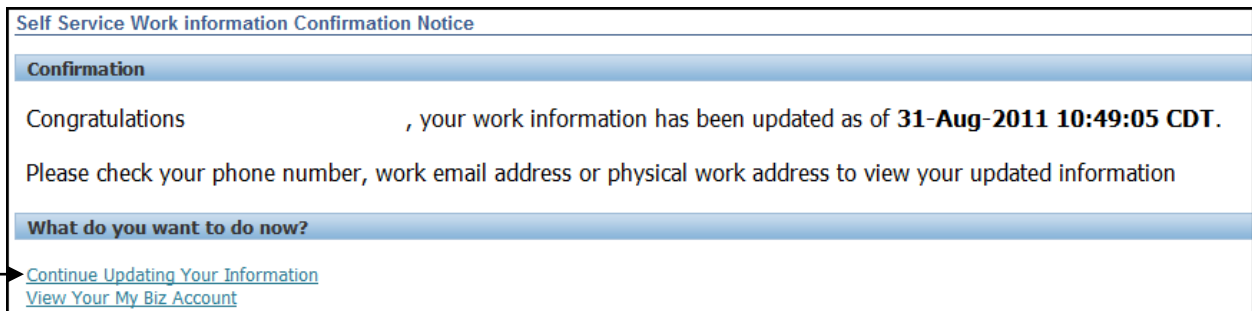 Self Service Work information Confirmation Notice
Confirmation
Congratulations , your work information has been updated as of 31-Aug-2011 10:49:05 CDT.
Please check your phone number, work email address or physical work address to view your updated information
What do you want to do now?
Continue Updating Your Information
View Your My Biz Account